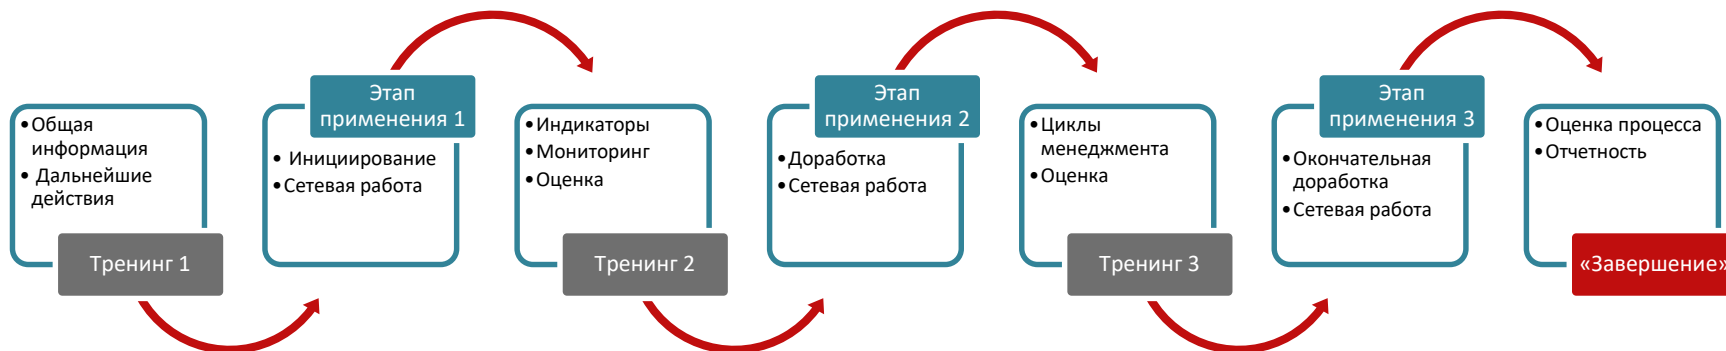 •Общая
информация
• Дальнейшие
действия
Тренинг 1
Этап
применения 1
• Инициирование
•Сетевая работа
•Индикаторы
•Мониторинг
•Оценка
Тренинг 2
Этап
применения 2
•Доработка
•Сетевая работа
•Циклы
менеджмента
•Оценка
Тренинг 3
Этап
применения 3
•Окончательная
доработка
•Сетевая работа
•Оценка процесса
•Отчетность
«Завершение»